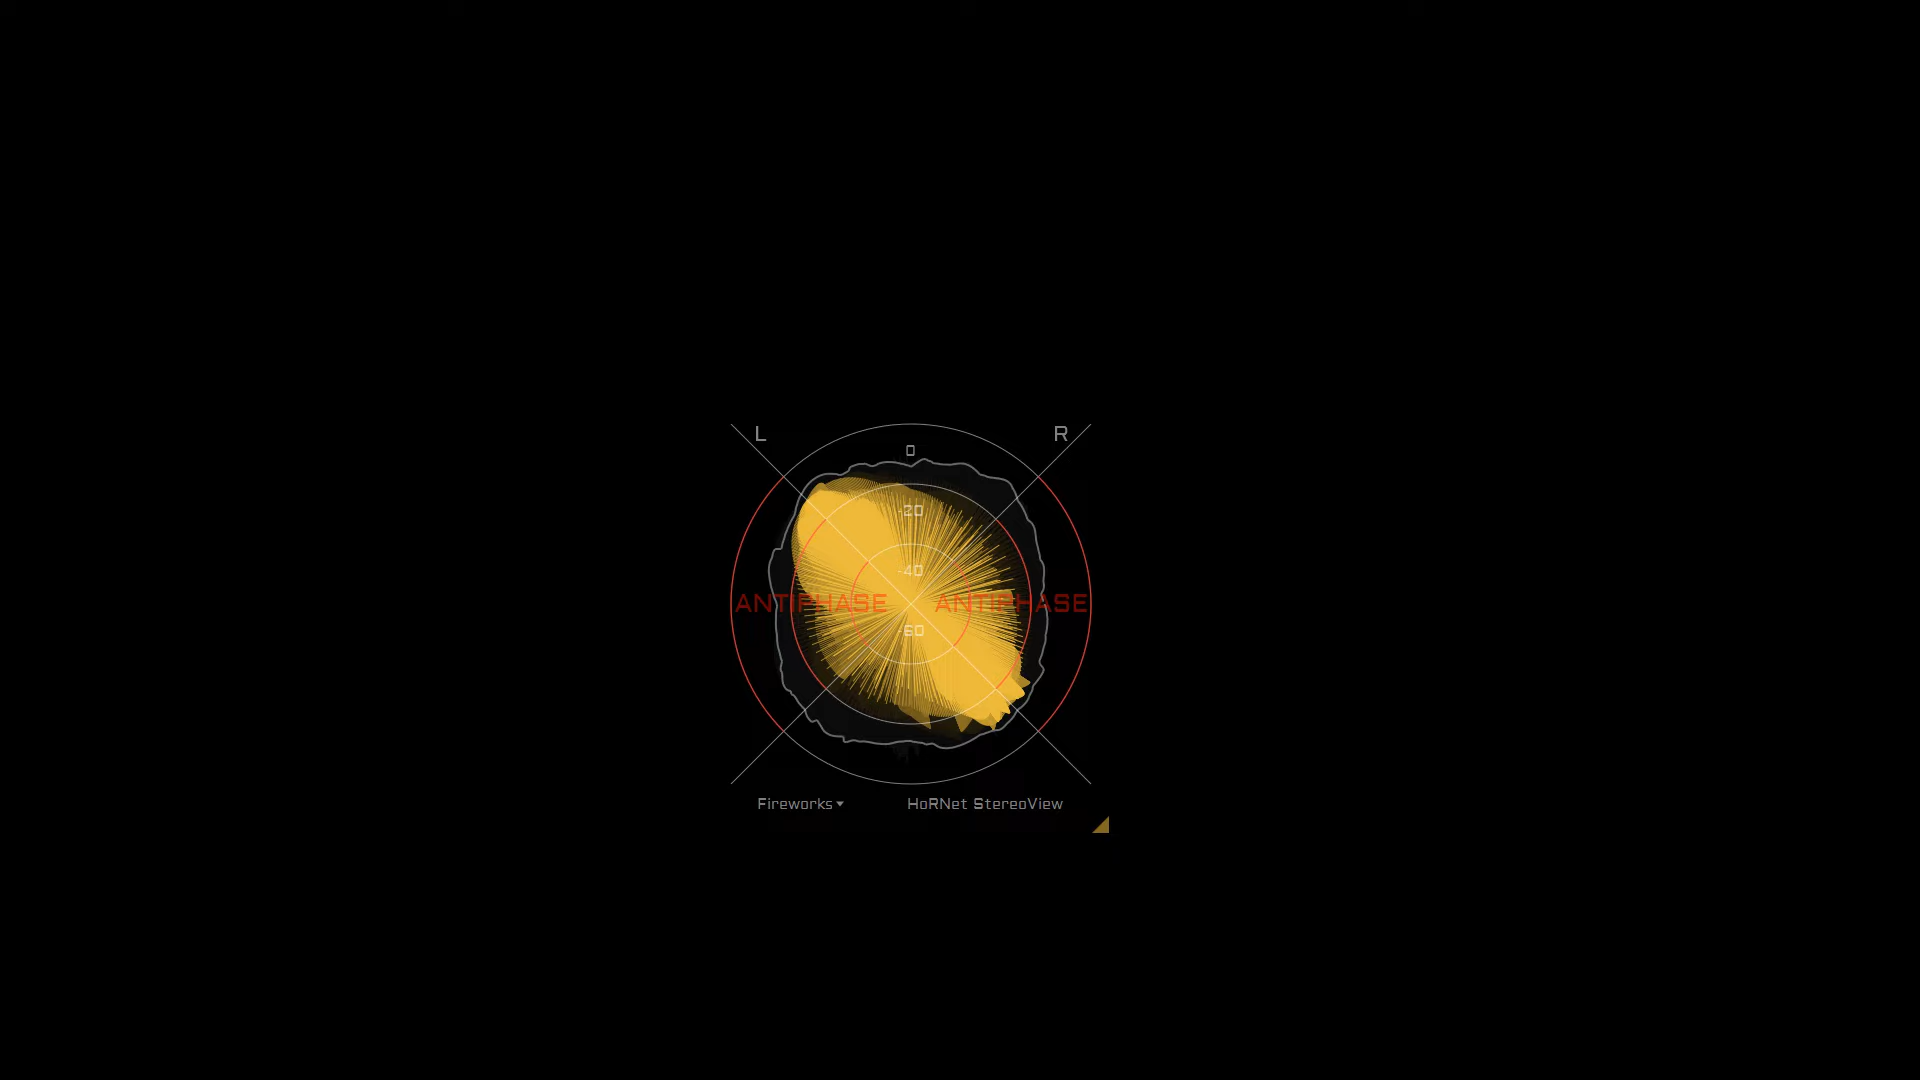 L
R
0
-20
-40
ANTIPHASE ANTIPHASE
-60
Fireworks
HoRNet StereoView